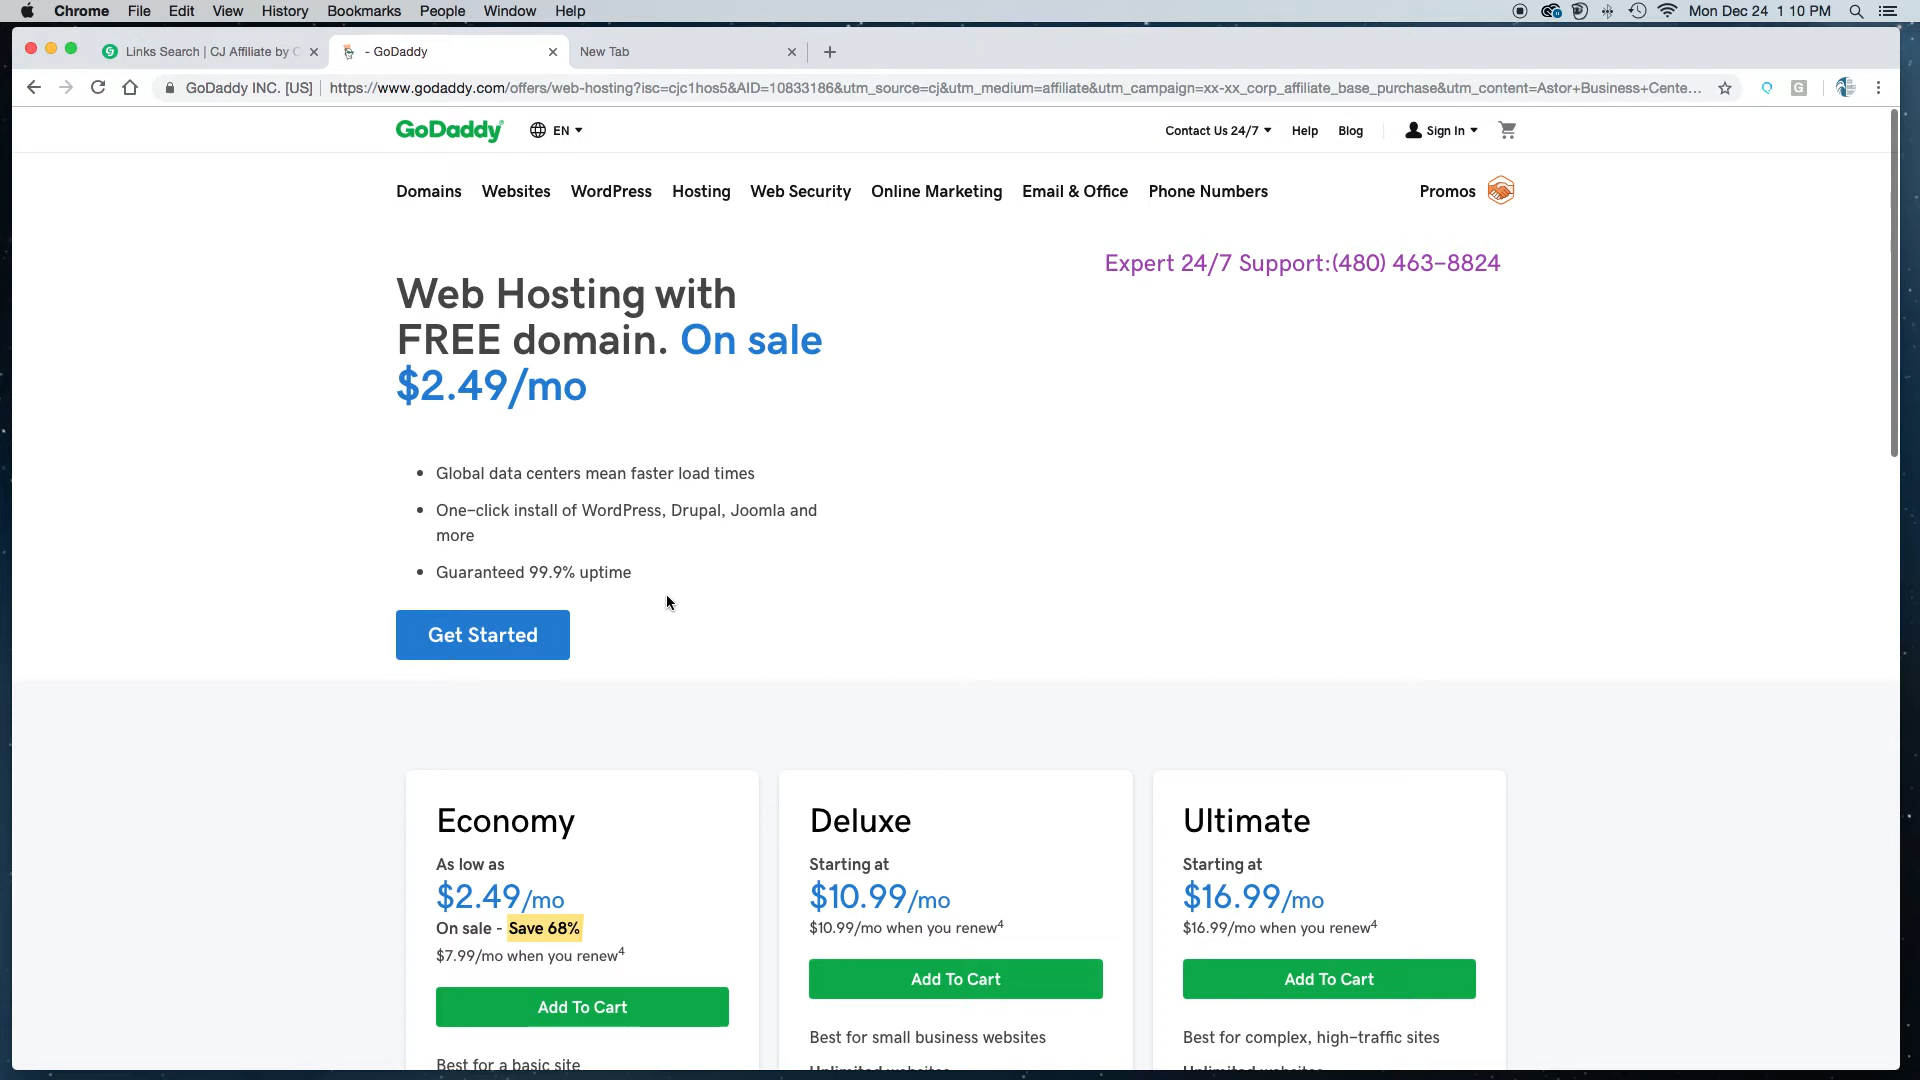 Chrome File Edit View History Bookmarks People Window Help Mon Dec 24 1 10 PM
Links Search | CJ Affiliate by C - GoDaddy New Tab
GoDaddy INC. [US] https://www.godaddy.com/offers/web-hosting?isc=cjc1hos5&AID=10833186&utm_source=cj&utm_medium=affiliate&utm_campaign=xx-xx_corp_affiliate_base_purchase&utm_content=Astor+Business+Cente...
GoDaddy EN Contact Us 24/7 Help Blog Sign In
Domains Websites WordPress Hosting Web Security Online Marketing Email & Office Phone Numbers Promos
Expert 24/7 Support:(480) 463-8824
Web Hosting with
FREE domain. On sale
$2.49/mo
• Global data centers mean faster load times
• One-click install of WordPress, Drupal, Joomla and
more
• Guaranteed 99.9% uptime
Get Started
Economy
As low as
$2.49/mo
On sale - Save 68%
$7.99/mo when you renew4
Add To Cart
Best for a basic site
Deluxe
Starting at
$10.99/mo
$10.99/mo when you renew4
Add To Cart
Best for small business websites
Unlimited websites
Ultimate
Starting at
$16.99/mo
$16.99/mo when you renew4
Add To Cart
Best for complex, high-traffic sites
Unlimited websites